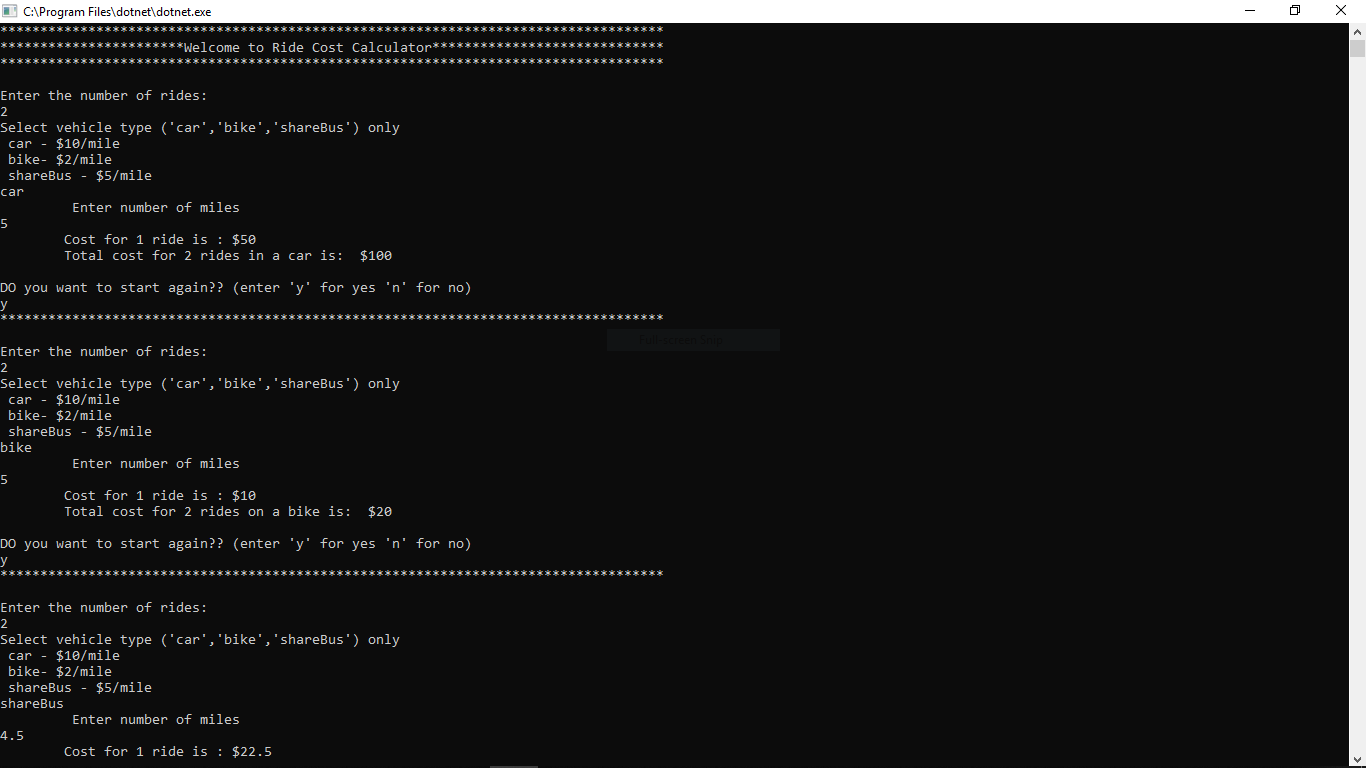 C:\Program Files\dotnet\dotnet.exe
***********************************************************************************
***********************Welcome to Ride Cost Calculator*****************************
***********************************************************************************
Enter the number of rides:
2
Select vehicle type ('car','bike','shareBus') only
 car - $10/mile
 bike- $2/mile
 shareBus - $5/mile
car
         Enter number of miles
5
        Cost for 1 ride is : $50
        Total cost for 2 rides in a car is:  $100
DO you want to start again?? (enter 'y' for yes 'n' for no)
y
***********************************************************************************
Enter the number of rides:
2
Select vehicle type ('car','bike','shareBus') only
 car - $10/mile
 bike- $2/mile
 shareBus - $5/mile
bike
         Enter number of miles
5
        Cost for 1 ride is : $10
        Total cost for 2 rides on a bike is:  $20
DO you want to start again?? (enter 'y' for yes 'n' for no)
y
***********************************************************************************
Enter the number of rides:
2
Select vehicle type ('car','bike','shareBus') only
 car - $10/mile
 bike- $2/mile
 shareBus - $5/mile
shareBus
         Enter number of miles
4.5
        Cost for 1 ride is : $22.5